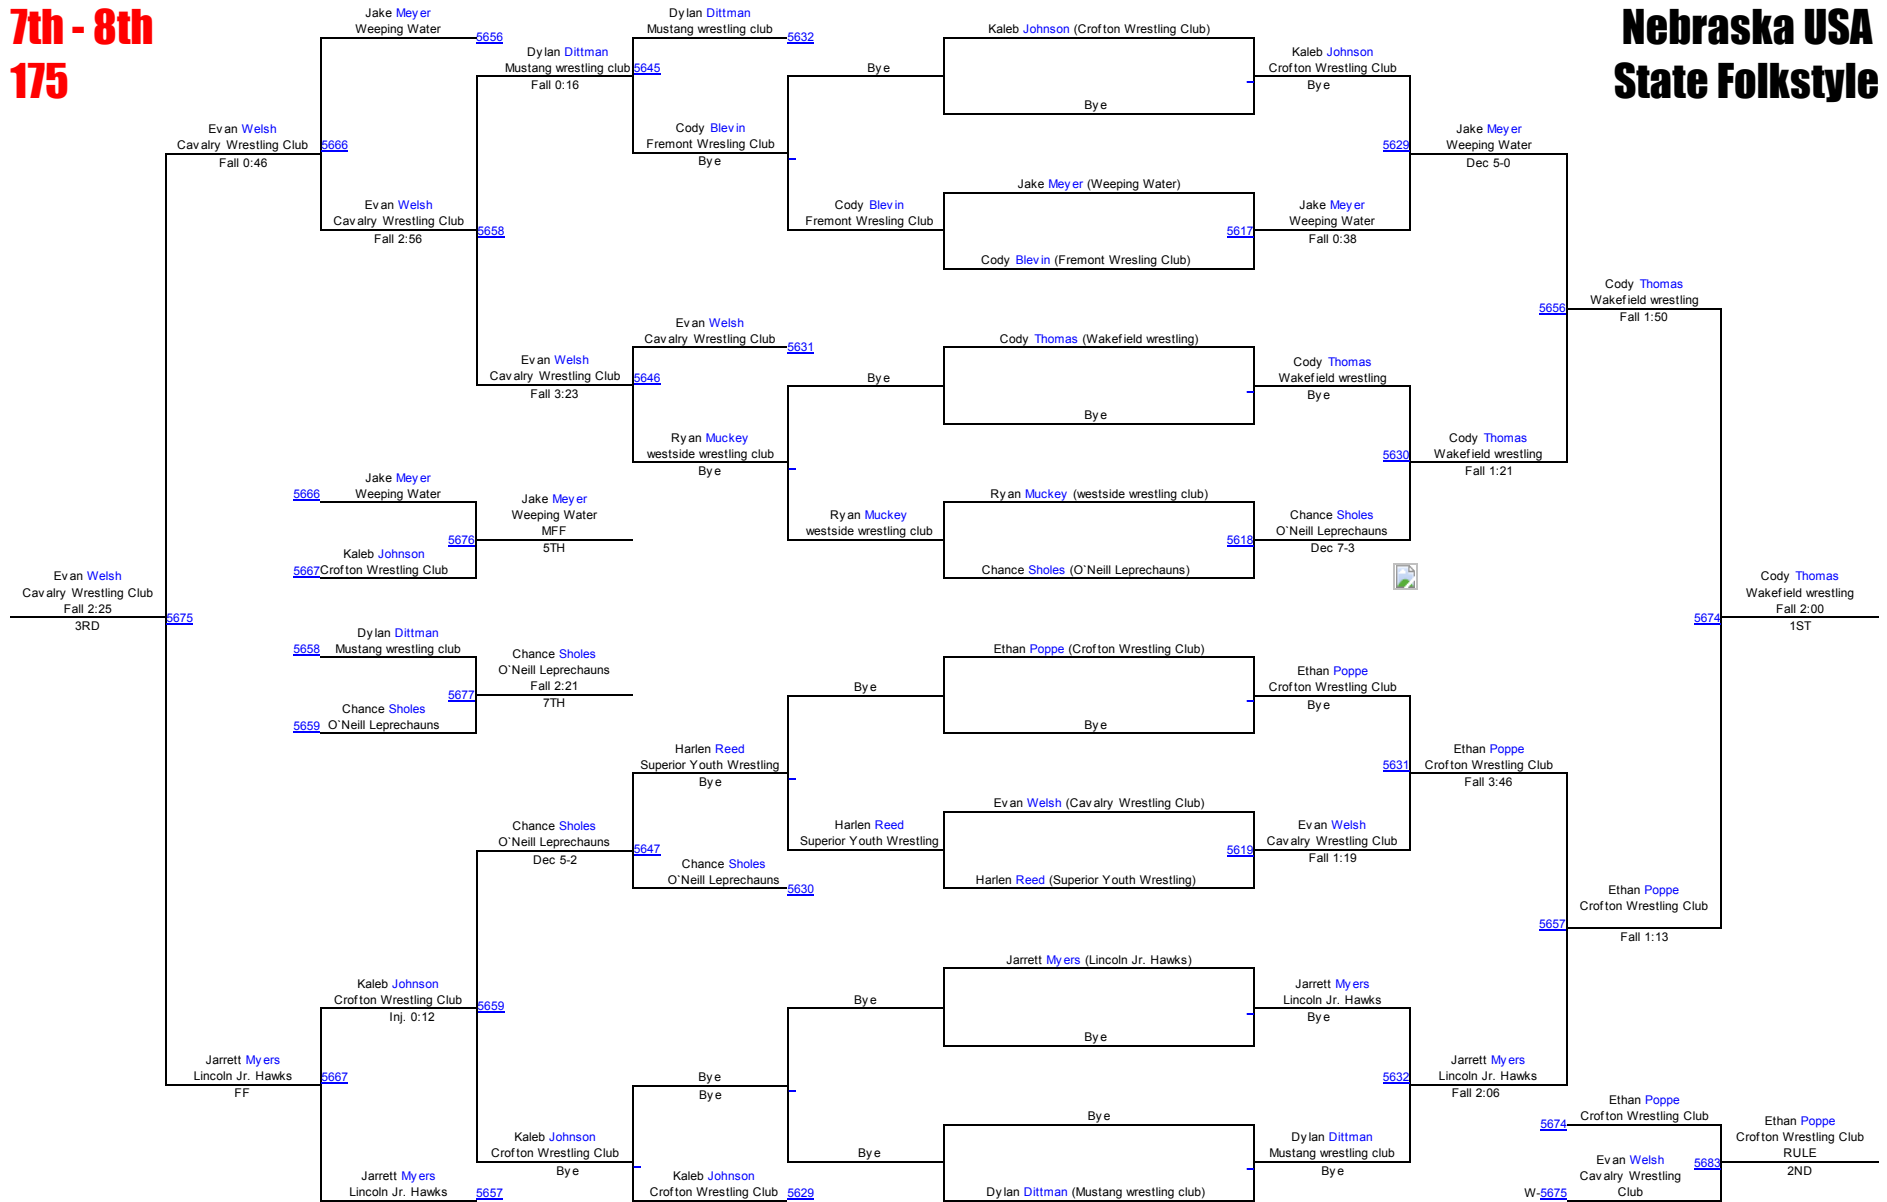 7th - 8th
175
Nebraska USA
State Folkstyle
Jake Meyer
Weeping Water
5656
Dylan Dittman
Mustang wrestling club
5632
Dylan Dittman
Mustang wrestling club
5645
Fall 0:16
Kaleb Johnson (Crofton Wrestling Club)
Kaleb Johnson
Crofton Wrestling Club
Bye
Bye
Bye
Evan Welsh
Cavalry Wrestling Club
5666
Fall 0:46
Cody Blevin
Fremont Wresling Club
Bye
5629
Jake Meyer
Weeping Water
Dec 5-0
Evan Welsh
Cavalry Wrestling Club
Fall 2:56
5658
Cody Blevin
Fremont Wresling Club
Jake Meyer (Weeping Water)
5617
Cody Blevin (Fremont Wresling Club)
Jake Meyer
Weeping Water
Fall 0:38
5656
Cody Thomas
Wakefield wrestling
Fall 1:50
Evan Welsh
Cavalry Wrestling Club
5631
Evan Welsh
Cavalry Wrestling Club
5646
Fall 3:23
Bye
Cody Thomas (Wakefield wrestling)
Bye
Cody Thomas
Wakefield wrestling
Bye
Ryan Muckey
westside wrestling club
Bye
5630
Cody Thomas
Wakefield wrestling
Fall 1:21
5666
Jake Meyer
Weeping Water
5676
Jake Meyer
Weeping Water
MFF
5TH
5667
Kaleb Johnson
Crofton Wrestling Club
Ryan Muckey
westside wrestling club
Ryan Muckey (westside wrestling club)
5618
Chance Sholes (O`Neill Leprechauns)
Chance Sholes
O`Neill Leprechauns
Dec 7-3
Evan Welsh
Cavalry Wrestling Club
Fall 2:25
3RD
5675
5674
Cody Thomas
Wakefield wrestling
Fall 2:00
1ST
5658
Dylan Dittman
Mustang wrestling club
5677
Chance Sholes
O`Neill Leprechauns
Fall 2:21
7TH
5659
Chance Sholes
O`Neill Leprechauns
Bye
Ethan Poppe (Crofton Wrestling Club)
Bye
Ethan Poppe
Crofton Wrestling Club
Bye
Harlen Reed
Superior Youth Wrestling
Bye
5631
Ethan Poppe
Crofton Wrestling Club
Fall 3:46
Chance Sholes
O`Neill Leprechauns
5647
Dec 5-2
Chance Sholes
O`Neill Leprechauns
5630
Harlen Reed
Superior Youth Wrestling
Evan Welsh (Cavalry Wrestling Club)
5619
Harlen Reed (Superior Youth Wrestling)
Evan Welsh
Cavalry Wrestling Club
Fall 1:19
5657
Ethan Poppe
Crofton Wrestling Club
Fall 1:13
Kaleb Johnson
Crofton Wrestling Club
5659
Inj. 0:12
Bye
Jarrett Myers (Lincoln Jr. Hawks)
Bye
Jarrett Myers
Lincoln Jr. Hawks
Bye
Jarrett Myers
Lincoln Jr. Hawks
5667
FF
Bye
Bye
5632
Jarrett Myers
Lincoln Jr. Hawks
Fall 2:06
Jarrett Myers
Lincoln Jr. Hawks
5657
Kaleb Johnson
Crofton Wrestling Club
Bye
Kaleb Johnson
Crofton Wrestling Club
5629
Bye
Bye
Dylan Dittman (Mustang wrestling club)
Dylan Dittman
Mustang wrestling club
Bye
5674
Ethan Poppe
Crofton Wrestling Club
5683
Ethan Poppe
Crofton Wrestling Club
RULE
2ND
W-5675
Evan Welsh
Cavalry Wrestling
Club